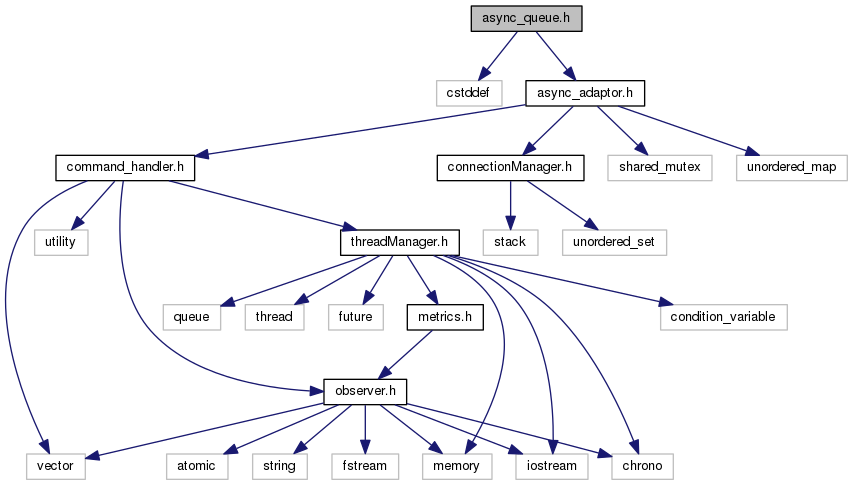 async_queue.h
cstddef
async_adaptor.h
command_handler.h
connectionManager.h
shared_mutex
unordered_map
utility
threadManager.h
stack
unordered_set
queue
thread
future
metrics.h
condition_variable
observer.h
vector
atomic
string
fstream
memory
iostream
chrono